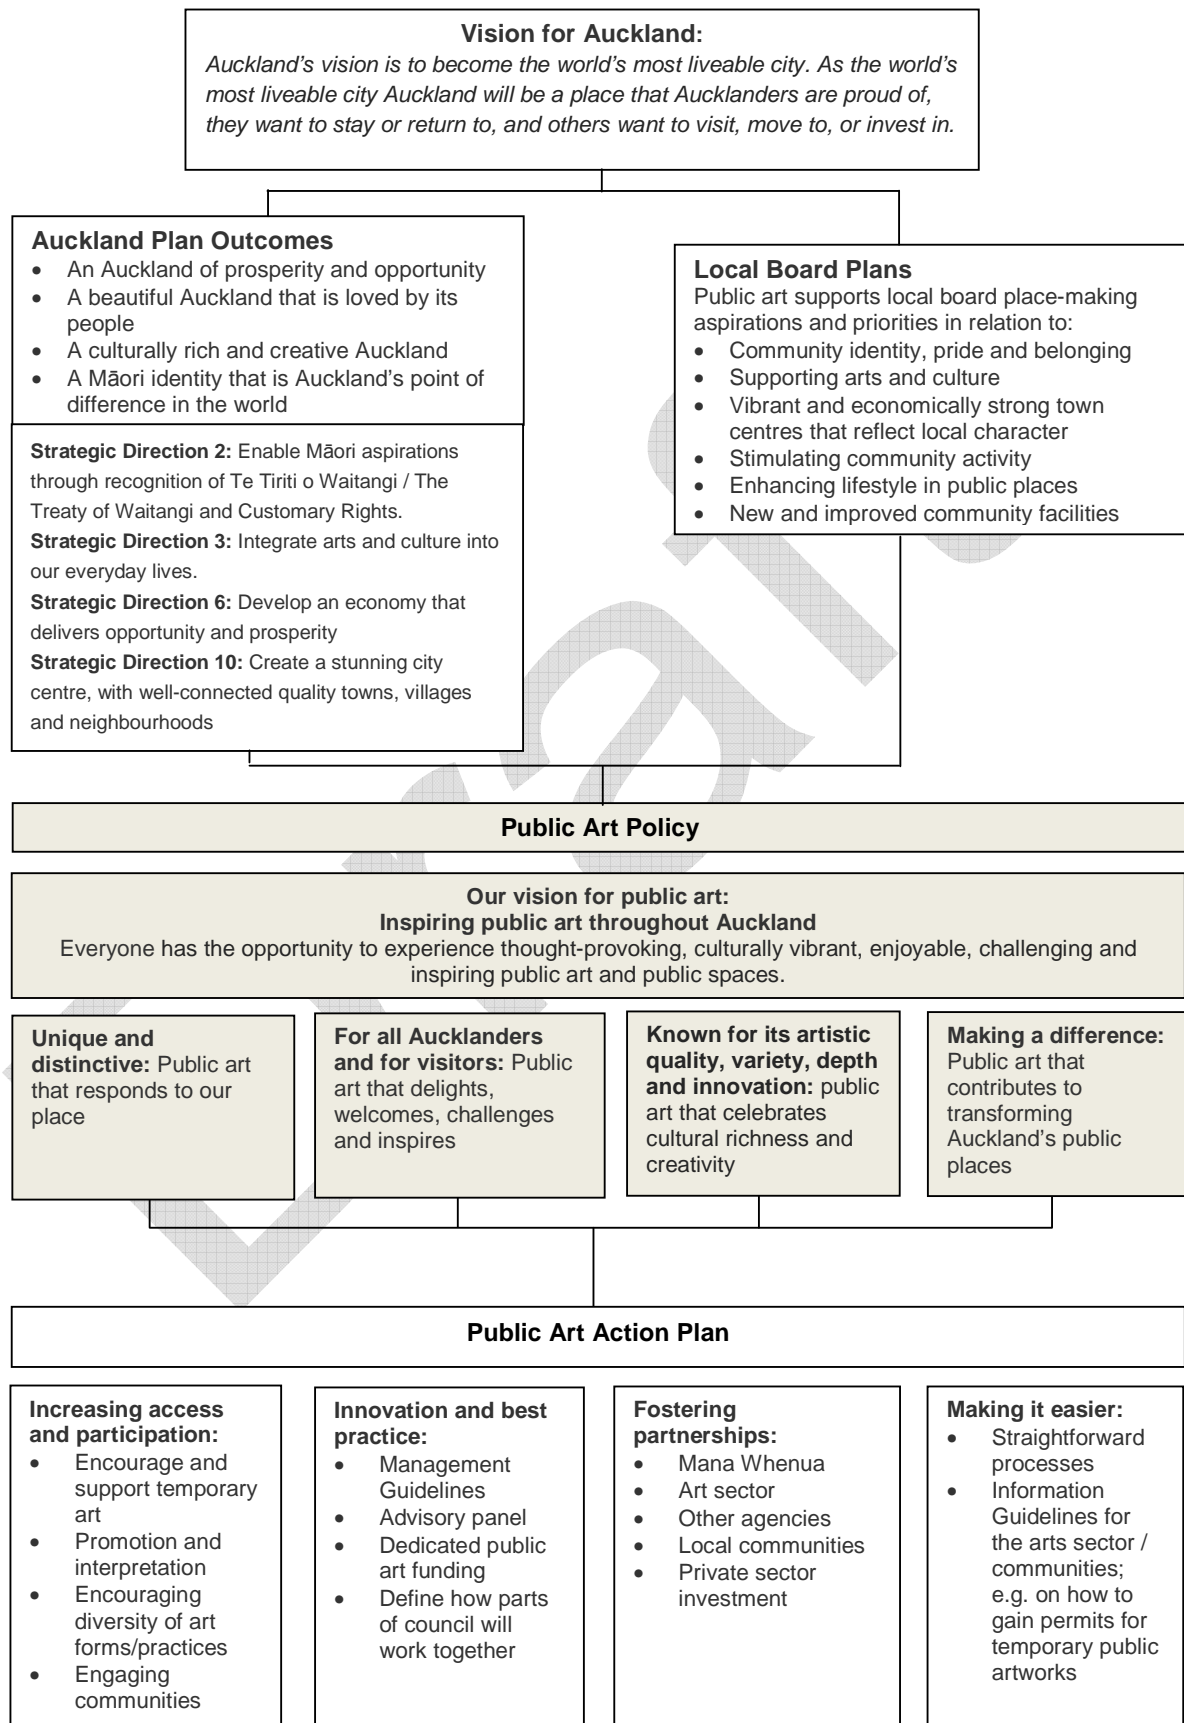 Vision for Auckland:
Auckland's vision is to become the world's most liveable city. As the world's
most liveable city Auckland will be a place that Aucklanders are proud of,
they want to stay or return to, and others want to visit, move to, or invest in.
Auckland Plan Outcomes
• An Auckland of prosperity and opportunity
• A beautiful Auckland that is loved by its
people
• A culturally rich and creative Auckland
• A Māori identity that is Auckland's point of
difference in the world
Strategic Direction 2: Enable Māori aspirations
through recognition of Te Tiriti o Waitangi / The
Treaty of Waitangi and Customary Rights.
Strategic Direction 3: Integrate arts and culture into
our everyday lives.
Strategic Direction 6: Develop an economy that
delivers opportunity and prosperity
Strategic Direction 10: Create a stunning city
centre, with well-connected quality towns, villages
and neighbourhoods
Local Board Plans
Public art supports local board place-making
aspirations and priorities in relation to:
• Community identity, pride and belonging
• Supporting arts and culture
• Vibrant and economically strong town
centres that reflect local character
• Stimulating community activity
• Enhancing lifestyle in public places
• New and improved community facilities
Draft
Public Art Policy
Our vision for public art:
Inspiring public art throughout Auckland
Everyone has the opportunity to experience thought-provoking, culturally vibrant, enjoyable, challenging and
inspiring public art and public spaces.
Unique and
distinctive: Public art
that responds to our
place
For all Aucklanders
and for visitors: Public
art that delights,
welcomes, challenges
and inspires
Known for its artistic
quality, variety, depth
and innovation: public
art that celebrates
cultural richness and
creativity
Making a difference:
Public art that
contributes to
transforming
Auckland's public
places
Public Art Action Plan
Increasing access
and participation:
• Encourage and
support temporary
art
• Promotion and
interpretation
• Encouraging
diversity of art
forms/practices
• Engaging
communities
Innovation and best
practice:
• Management
Guidelines
• Advisory panel
• Dedicated public
art funding
• Define how parts
of council will
work together
Fostering
partnerships:
• Mana Whenua
• Art sector
• Other agencies
• Local communities
• Private sector
investment
Making it easier:
• Straightforward
processes
• Information
Guidelines for
the arts sector /
communities;
e.g. on how to
gain permits for
temporary public
artworks